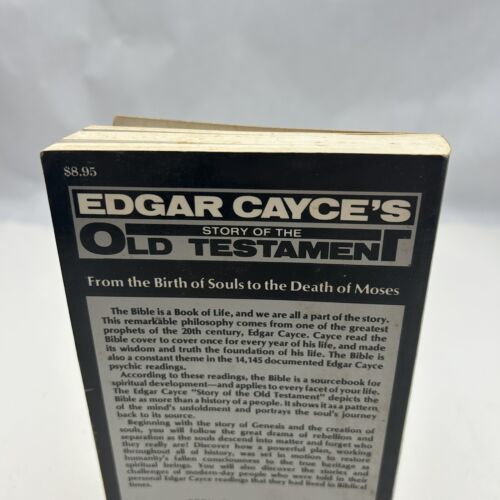 $8.95
EDGAR CAYCE'S
STORY OF THE
OLD TESTAMENT
From the Birth of Souls to the Death of Moses
The Bible is a Book of Life, and we are all a part of the story.
This remarkable philosophy comes from one of the greatest
prophets of the 20th century, Edgar Cayce. Cayce read the
Bible cover to cover once for every year of his life, and made
its wisdom and truth the foundation of his life. The Bible is
also a constant theme in the 14,145 documented Edgar Cayce
psychic readings.
According to these readings, the Bible is a sourcebook for
spiritual development—and applies to every facet of your life.
The Edgar Cayce "Story of the Old Testament" depicts the
Bible as more than a history of a people. It shows it as a pattern
of the mind's unfoldment and portrays the soul's journey
back to its source.
Beginning with the story of Genesis and the creation of
souls, you will follow the great drama of rebellion and
separation as the souls descend into matter and forget who
they really are! Discover how a powerful plan, working
throughout all of history, was set in motion to restore
humanity's fallen consciousness to the true heritage as
spiritual beings. You will also discover the stories and
challenges of modern-day people who were told in their
personal Edgar Cayce readings that they had lived in Biblical
times.